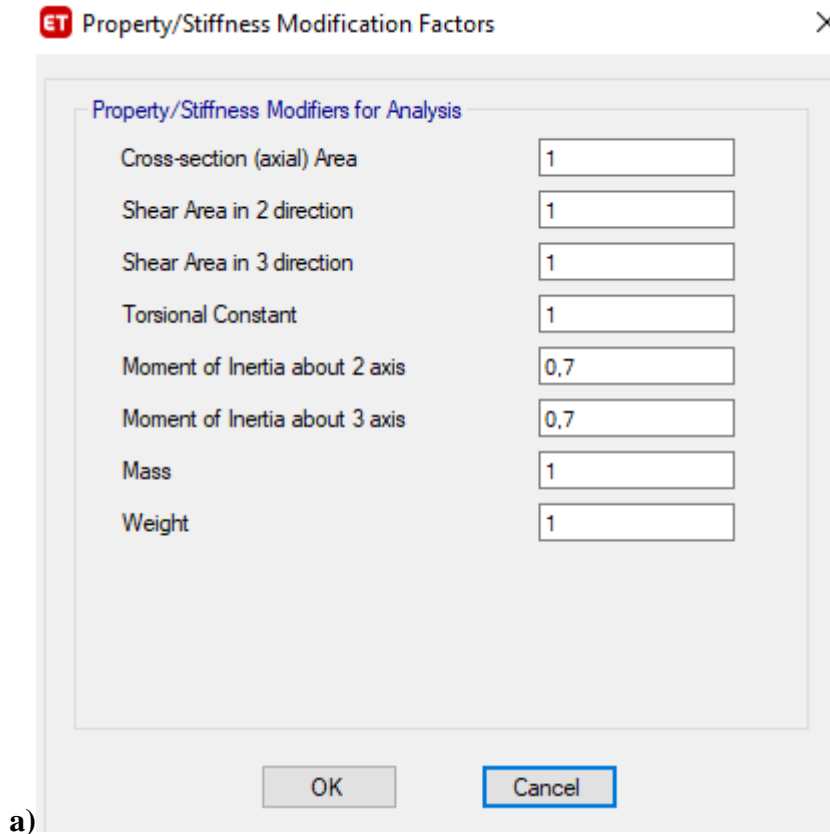 ET Property/Stiffness Modification Factors
Property/Stiffness Modifiers for Analysis
Cross-section (axial) Area 1
Shear Area in 2 direction 1
Shear Area in 3 direction 1
Torsional Constant 1
Moment of Inertia about 2 axis 0,7
Moment of Inertia about 3 axis 0,7
Mass 1
Weight 1
OK Cancel
a)